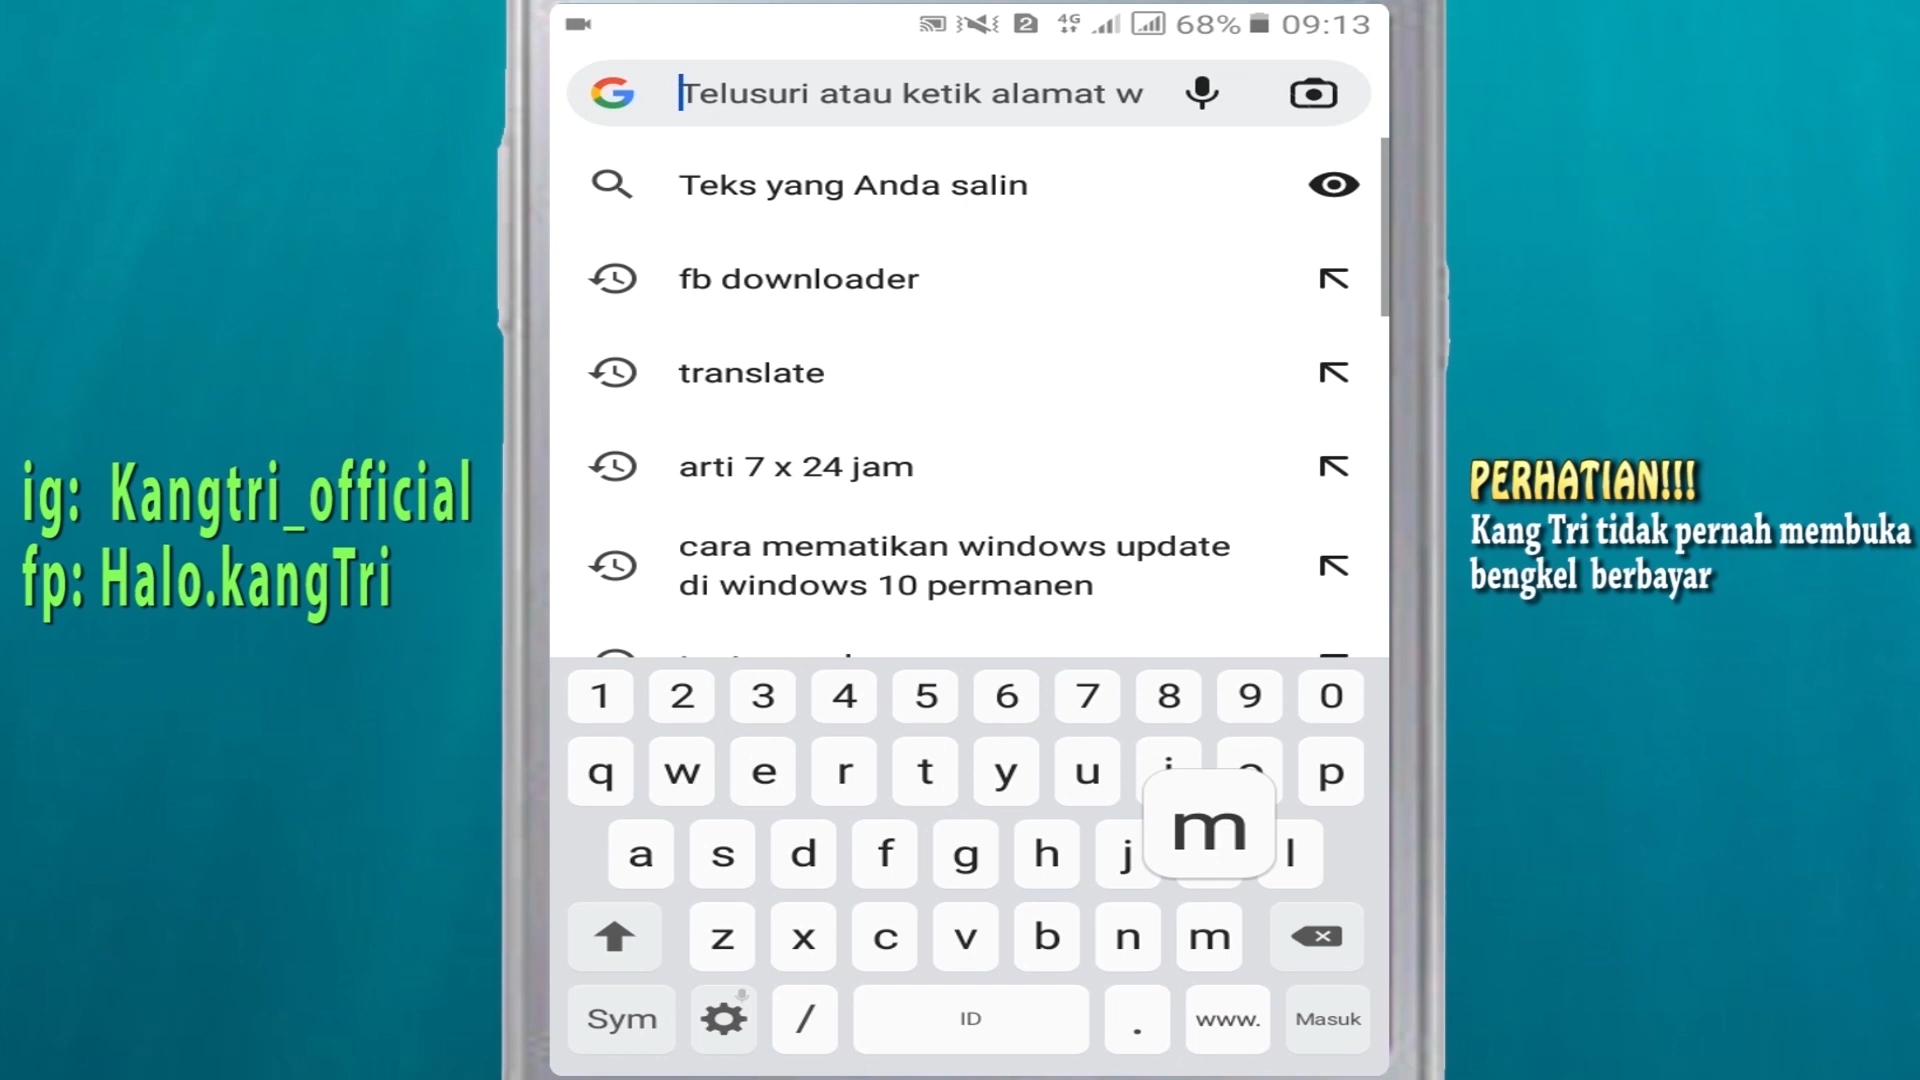 68% 09:13
4G 2
Telusuri atau ketik alamat w
Teks yang Anda salin
fb downloader
translate
arti 7 x 24 jam
cara mematikan windows update
di windows 10 permanen
ig: Kangtri_official
fp: Halo.kangTri
PERHATIAN!!!
Kang Tri tidak pernah membuka
bengkel berbayar
1 2 3 4 5 6 7 8 9 0
q w e r t y u p
a s d f g h j m l
z x c v b n m
Sym / ID . www. Masuk